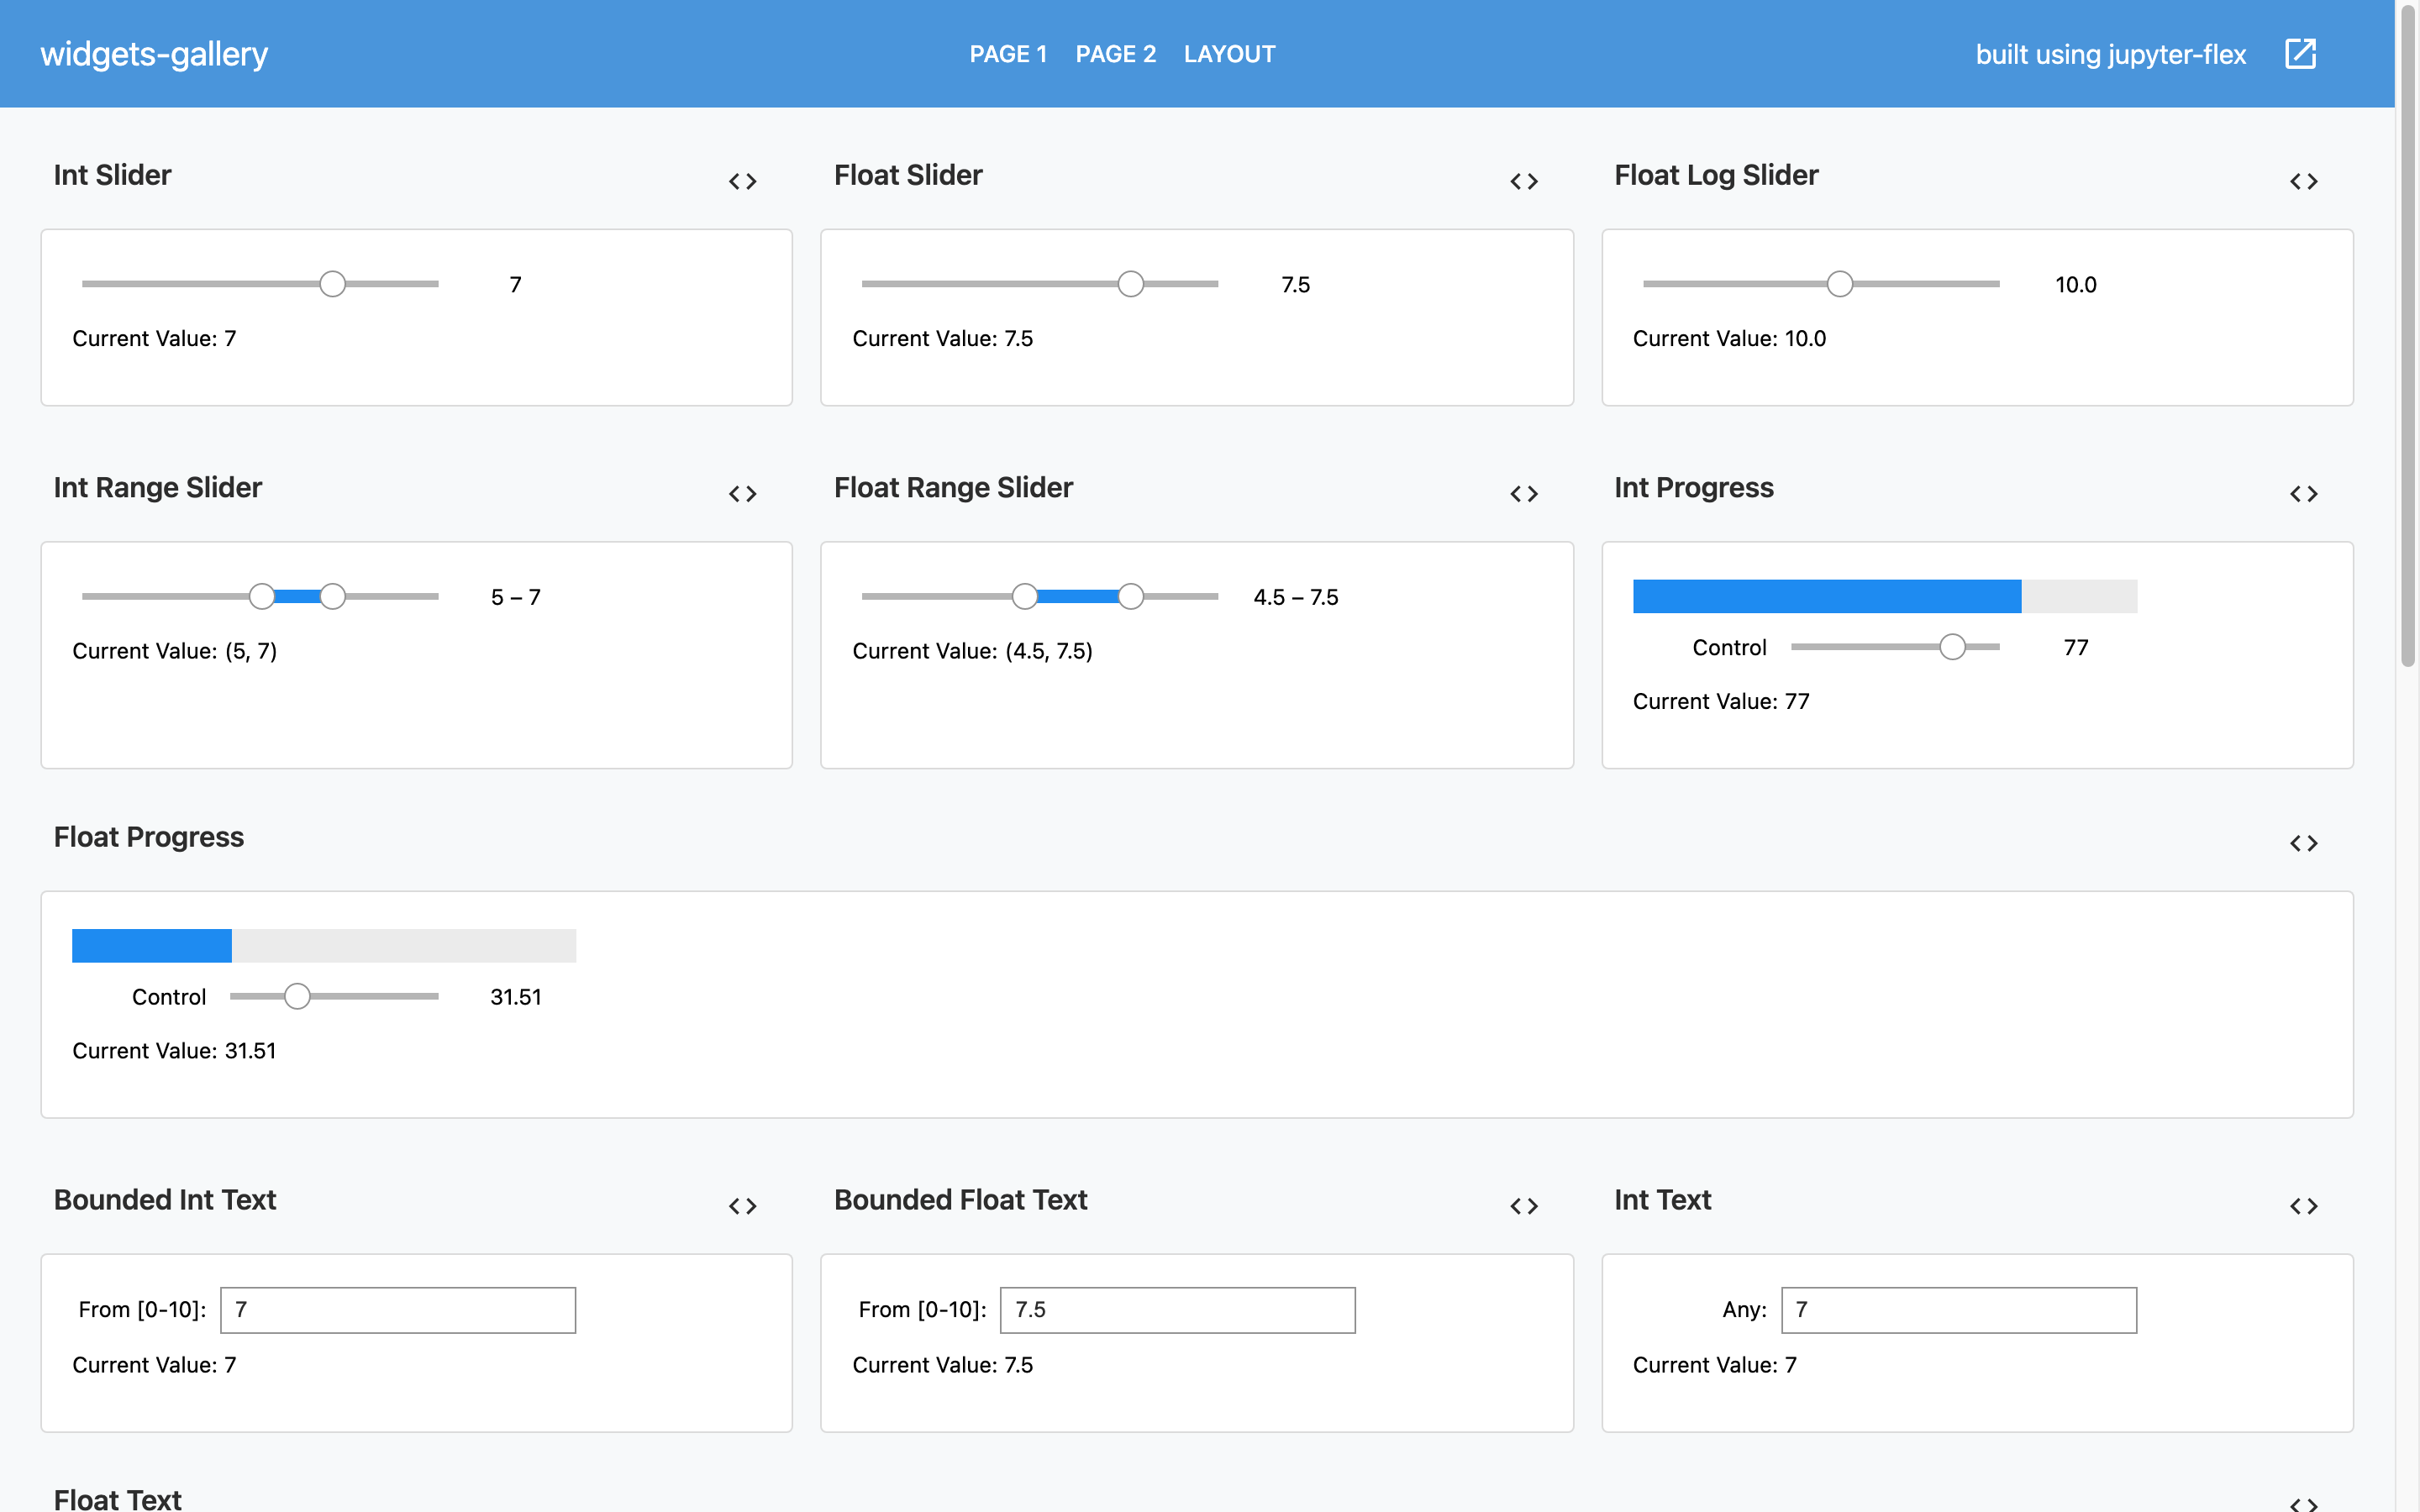 widgets-gallery
PAGE 1 PAGE 2 LAYOUT
built using jupyter-flex
Int Slider
Float Slider
Float Log Slider
7
7.5
10.0
Current Value: 7
Current Value: 7.5
Current Value: 10.0
Int Range Slider
Float Range Slider
Int Progress
5 – 7
Current Value: (5, 7)
4.5 – 7.5
Current Value: (4.5, 7.5)
Control 77
Current Value: 77
Float Progress
Control 31.51
Current Value: 31.51
Bounded Int Text
Bounded Float Text
Int Text
From [0-10]: 7
Current Value: 7
From [0-10]: 7.5
Current Value: 7.5
Any: 7
Current Value: 7
Float Text